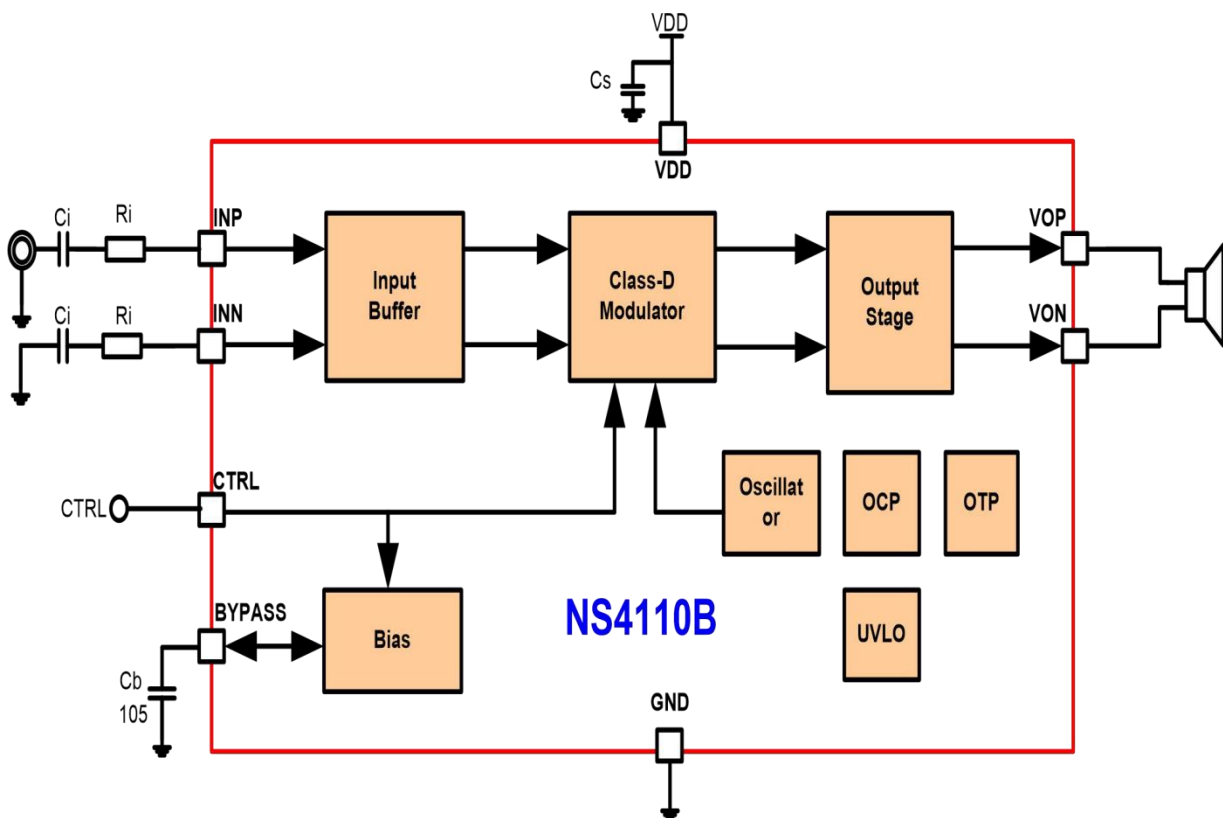 VDD
Cs
VDD
Ci
Ri
INP
Input
Buffer
Class-D
Modulator
Output
Stage
VOP
Ci
Ri
INN
VON
CTRL
CTRL
Oscillat
or
OCP
OTP
BYPASS
Bias
NS4110B
UVLO
Cb
105
GND